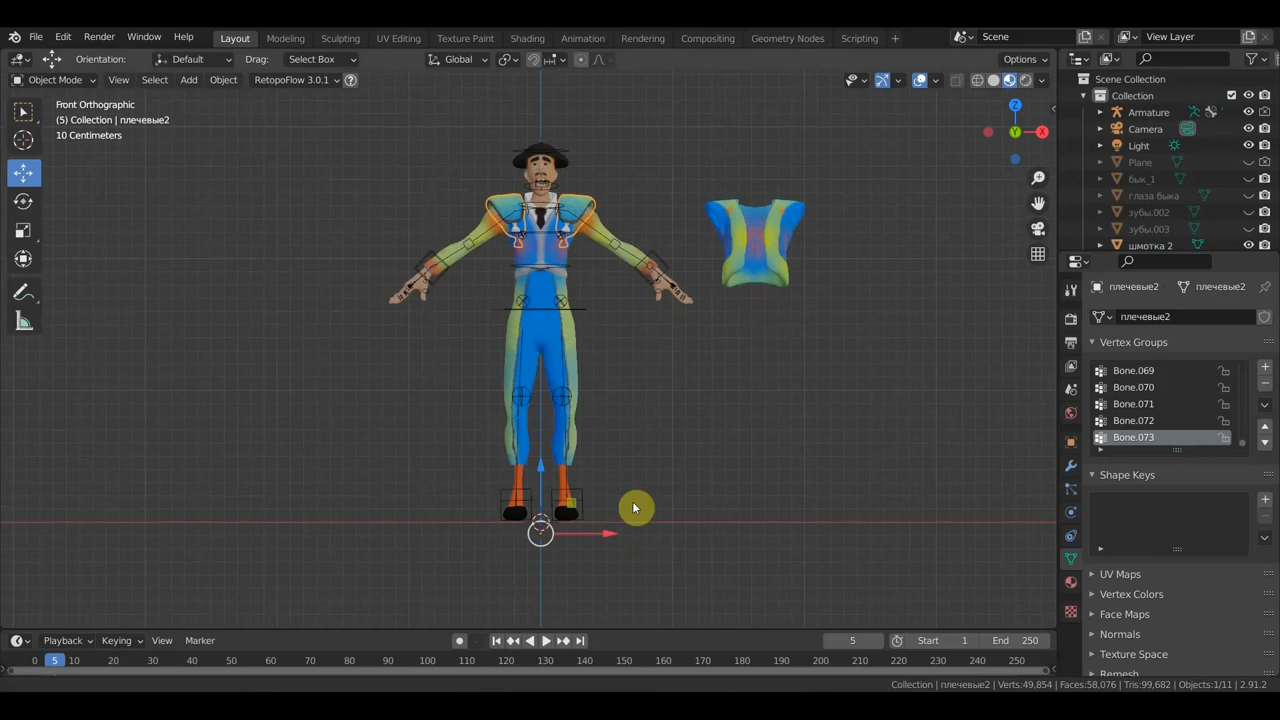 File Edit Render Window Help Layout Modeling Sculpting UV Editing Texture Paint Shading Animation Rendering Compositing Geometry Nodes Scripting + Scene View Layer
Orientation: Default Drag: Select Box Global Options
Object Mode View Select Add Object RetopoFlow 3.0.1 ?
Front Orthographic
(5) Collection | плечевые2
10 Centimeters
Z
Y
X
Scene Collection
Collection
Armature
Camera
Light
Plane
бык_1
глаза быка
зубы.002
зубы.003
шмотка 2
плечевые2 плечевые2
плечевые2
Vertex Groups
Bone.069
Bone.070
Bone.071
Bone.072
Bone.073
Shape Keys
UV Maps
Vertex Colors
Face Maps
Normals
Texture Space
Remesh
Playback Keying View Marker 5 Start 1 End 250
0 5 10 20 30 40 50 60 70 80 90 100 110 120 130 140 150 160 170 180 190 200 210 220 230 240 250
Collection | плечевые2 | Verts:49,854 | Faces:58,076 | Tris:99,682 | Objects:1/11 | 2.91.2